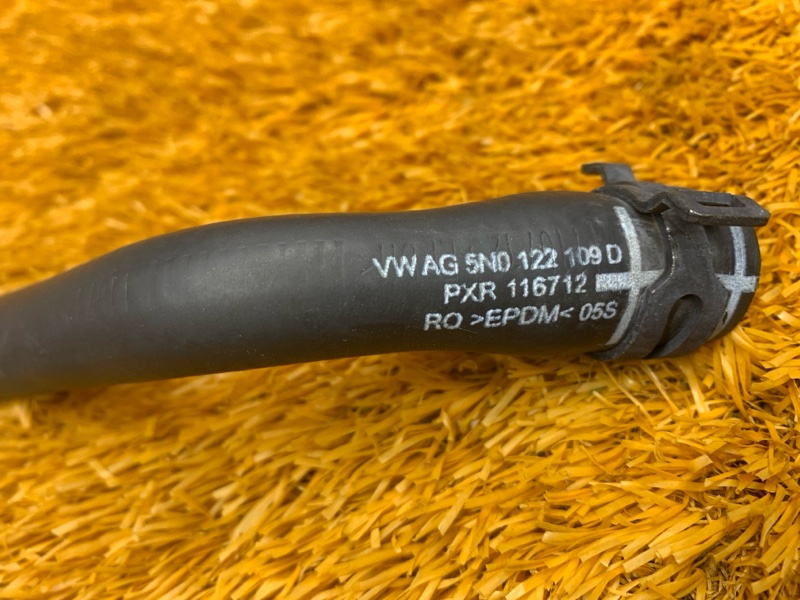 VW AG 5N0 122 109 D
PXR 116712
RO >EPDM< 05S